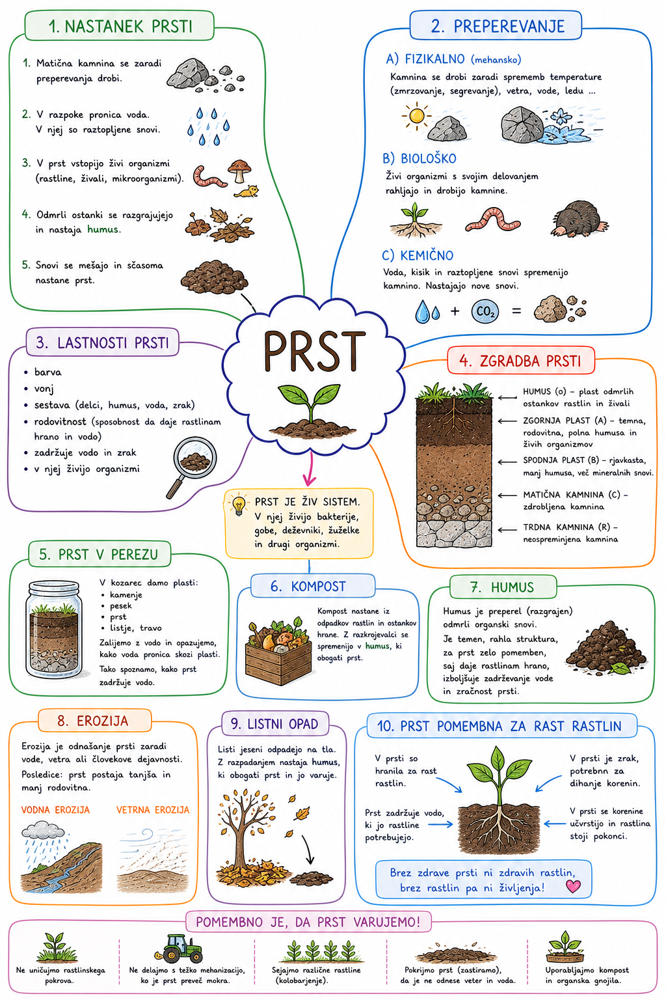 1. NASTANEK PRSTI
1. Matična kamnina se zaradi
preperevanja drobi.
2. V razpoke pronica voda.
V njej so raztopljene snovi.
3. V prst vstopijo živi organizmi
(rastline, živali, mikroorganizmi).
4. Odmrli ostanki se razgrajujejo
in nastaja humus.
5. Snovi se mešajo in sčasoma
nastane prst.
2. PREPEREVANJE
A) FIZIKALNO (mehansko)
Kamnina se drobi zaradi sprememb temperature
(zmrzovanje, segrevanje), vetra, vode, ledu ...
B) BIOLOŠKO
Živi organizmi s svojim delovanjem
rahljajo in drobijo kamnine.
C) KEMIČNO
Voda, kisik in raztopljene snovi spremenijo
kamnino. Nastajajo nove snovi.
+ CO₂ =
PRST
3. LASTNOSTI PRSTI
• barva
• vonj
• sestava (delci, humus, voda, zrak)
• rodovitnost (sposobnost da daje rastlinam
hrano in vodo)
• zadržuje vodo in zrak
• v njej živijo organizmi
4. ZGRADBA PRSTI
HUMUS (o) – plast odmrlih
ostankov rastlin in živali
ZGORNJA PLAST (A) – temna,
rodovitna, polna humusa in
živih organizmov
SPODNJA PLAST (B) – rjavkasta,
manj humusa, več mineralnih snovi.
MATIČNA KAMNINA (C) –
zdrobljena kamnina
TRDNA KAMNINA (R) –
neospreminjena kamnina
PRST JE ŽIV SISTEM.
V njej živijo bakterije,
gobe, deževniki, žuželke
in drugi organizmi.
5. PRST V PEREZU
V kozarec damo plasti:
• kamenje
• pesek
• prst
• listje, travo
Zalijemo z vodo in opazujemo,
kako voda pronica skozi plasti.
Tako spoznamo, kako prst
zadržuje vodo.
6. KOMPOST
Kompost nastane iz
odpadkov rastlin in ostankov
hrane. Z razkrojevalci se
spremenijo v humus, ki
obogati prst.
7. HUMUS
Humus je preperel (razgrajen)
odmrli organski snovi.
Je temen, rahla struktura,
za prst zelo pomemben,
saj daje rastlinam hrano,
izboljšuje zadrževanje vode
in zračnost prsti.
8. EROZIJA
Erozija je odnašanje prsti zaradi
vode, vetra ali človekove dejavnosti.
Posledice: prst postaja tanjša in
manj rodovitna.
VODNA EROZIJA
VETRNA EROZIJA
9. LISTNI OPAD
Listi jeseni odpadejo na tla.
Z razpadanjem nastaja humus,
ki obogati prst in jo varuje.
10. PRST POMEMBNA ZA RAST RASTLIN
V prsti so
hranila za rast
rastlin.
V prsti je zrak,
potrebnn za
dihanje korenin.
Prst zadržuje vodo,
ki jo rastline
potrebujejo.
V prsti se korenine
učvrstijo in rastlina
stoji pokonci.
Brez zdrave prsti ni zdravih rastlin,
brez rastlin pa ni življenja!
POMEMBNO JE, DA PRST VARUJEMO!
Ne uničujmo rastlinskega
pokrova.
Ne delajmo s težko mehanizacijo,
ko je prst preveč mokra.
Sejajmo različne rastline
(kolobarjenje).
Pokrijmo prst (zastiramo),
da je ne odnese veter in voda.
Uporabljajmo kompost
in organska gnojila.